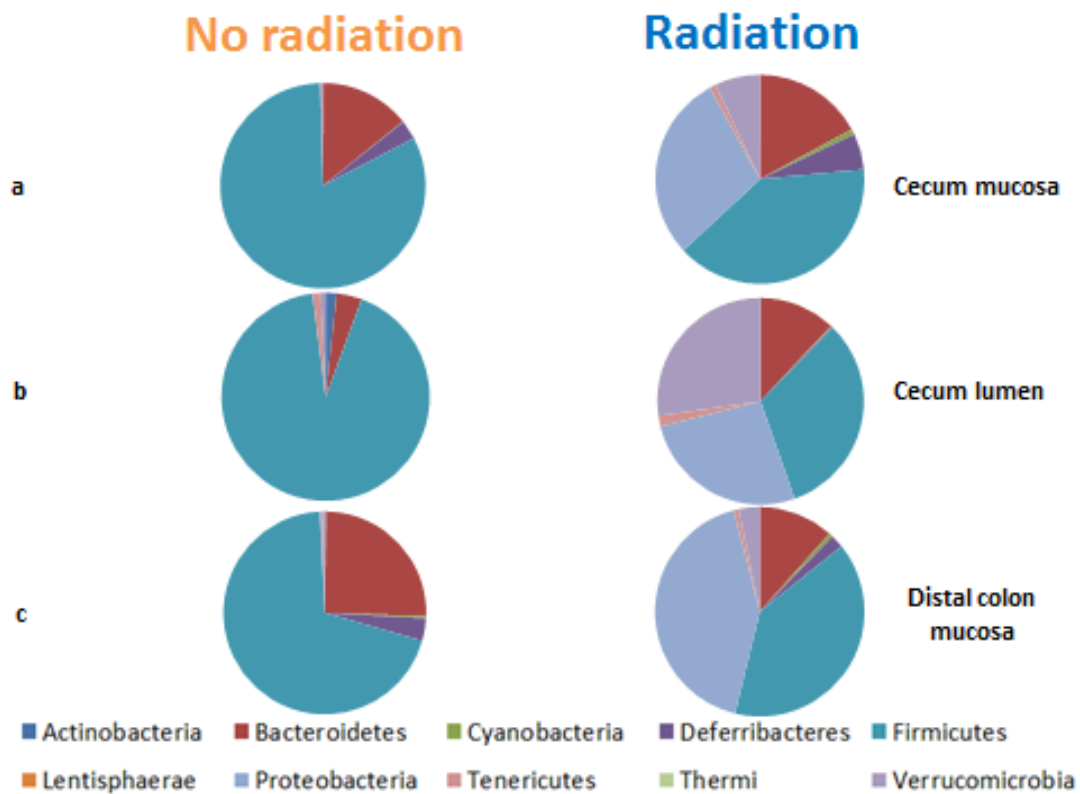 No radiation
Radiation
a
Cecum mucosa
b
Cecum lumen
c
Distal colon
mucosa
Actinobacteria Bacteroidetes Cyanobacteria Deferribacteres Firmicutes
Lentisphaerae Proteobacteria Tenericutes Thermi Verrucomicrobia